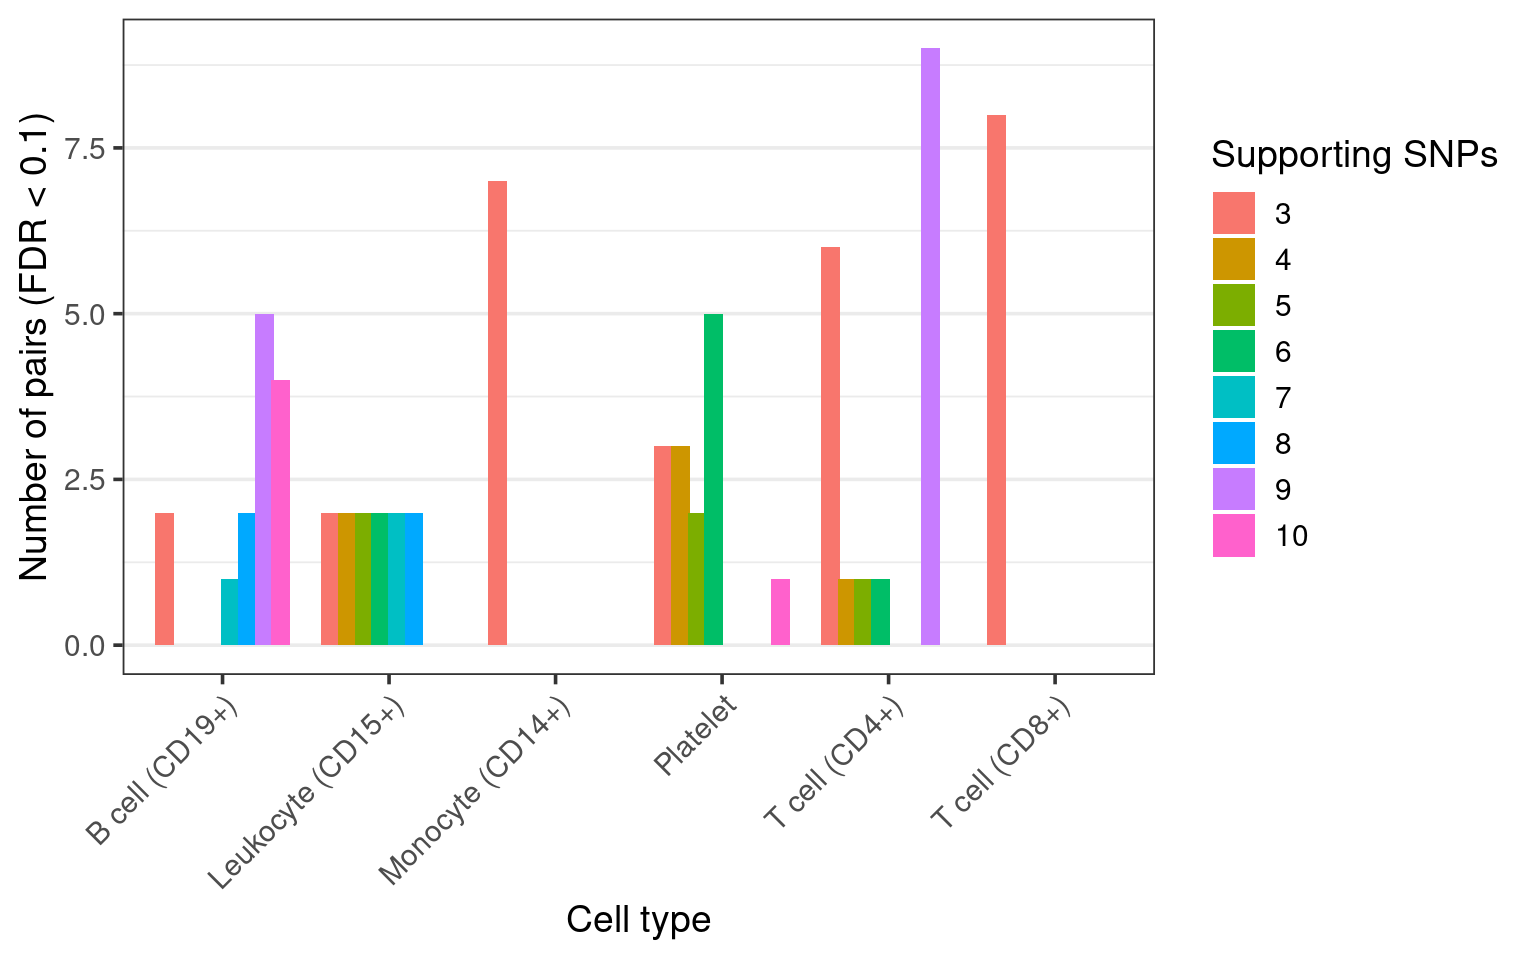 Number of pairs (FDR < 0.1)
7.5
5.0
2.5
0.0
B cell (CD19+)
Leukocyte (CD15+)
Monocyte (CD14+)
Platelet
T cell (CD4+)
T cell (CD8+)
Cell type
Supporting SNPs
3
4
5
6
7
8
9
10